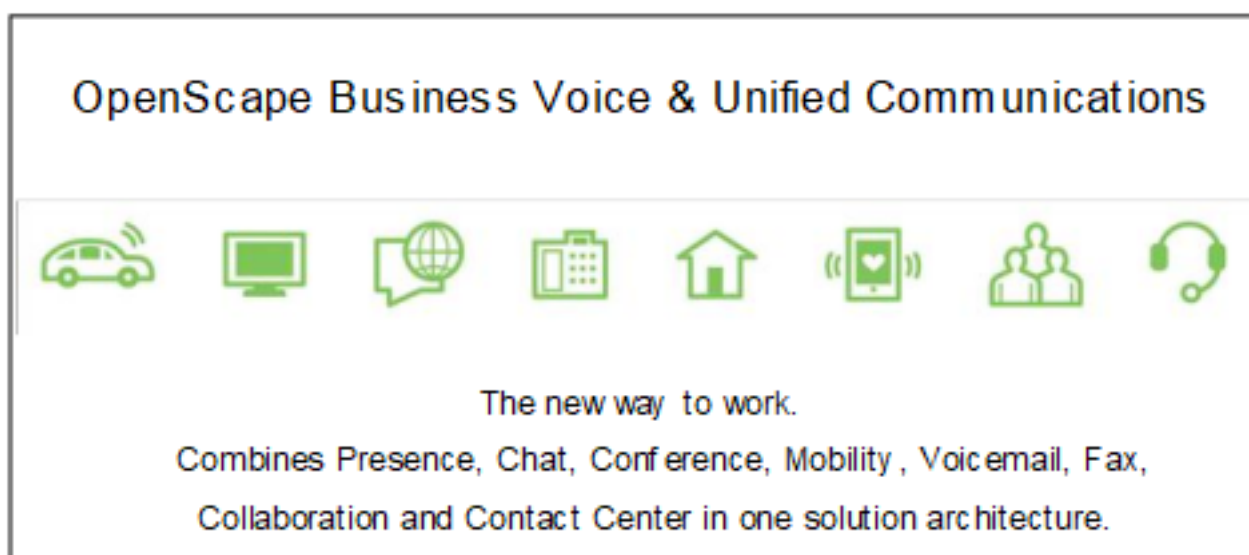 OpenScape Business Voice & Unified Communications
The new way to work.
Combines Presence, Chat, Conference, Mobility, Voicemail, Fax,
Collaboration and Contact Center in one solution architecture.